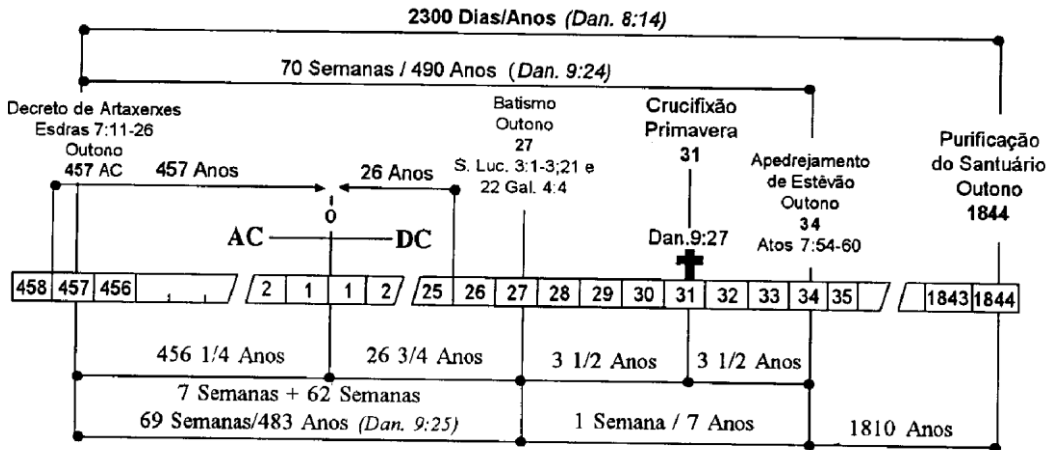 2300 Dias/Anos (Dan. 8:14)
70 Semanas / 490 Anos (Dan. 9:24)
Decreto de Artaxerxes
Esdras 7:11-26
Outono
457 AC
457 Anos
26 Anos
Batismo
Outono
27
S. Luc. 3:1-3;21 e
22 Gal. 4:4
Crucifixão
Primavera
31
Dan.9:27
Apedrejamento
de Estêvão
Outono
34
Atos 7:54-60
Purificação
do Santuário
Outono
1844
0
AC DC
458 457 456 2 1 1 2 25 26 27 28 29 30 31 32 33 34 35 1843 1844
456 1/4 Anos 26 3/4 Anos 3 1/2 Anos 3 1/2 Anos
7 Semanas + 62 Semanas
69 Semanas/483 Anos (Dan. 9:25) 1 Semana / 7 Anos 1810 Anos